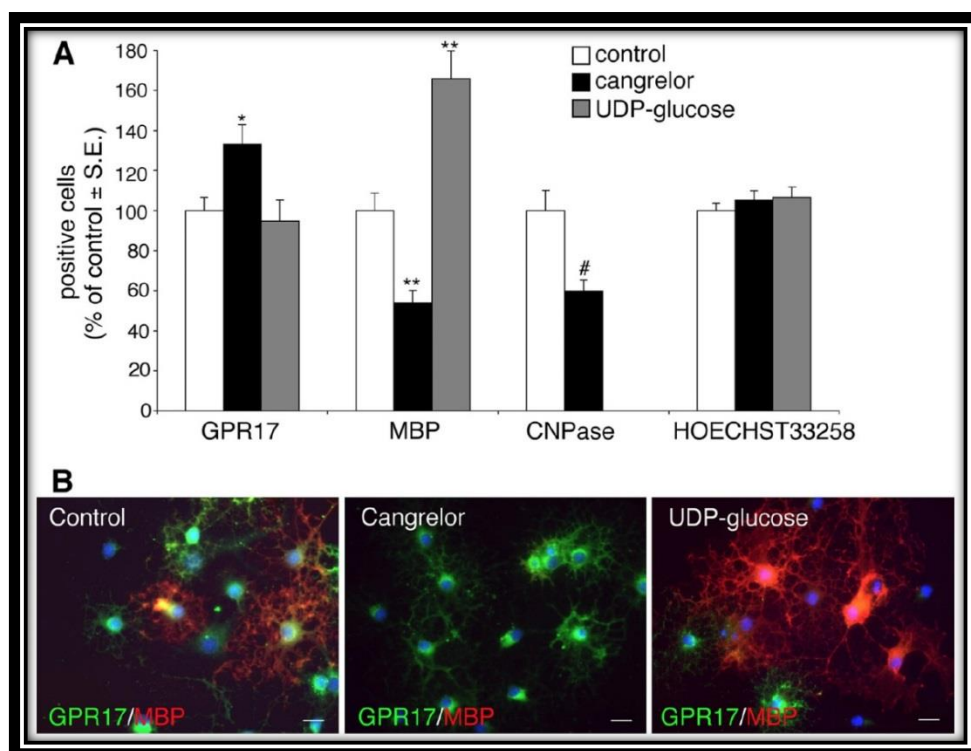 A
positive cells
(% of control ± S.E.)
180
160
140
120
100
80
60
40
20
0
control
cangrelor
UDP-glucose
*
**
**
#
GPR17
MBP
CNPase
HOECHST33258
B
Control
Cangrelor
UDP-glucose
GPR17/MBP
GPR17/MBP
GPR17/MBP